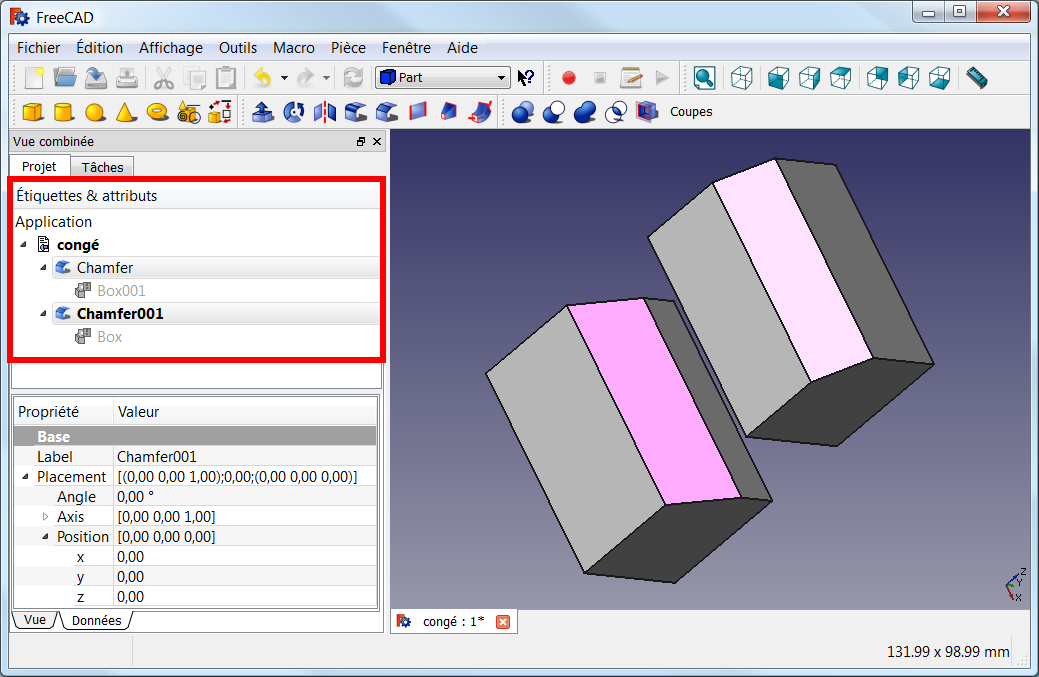 FreeCAD
Fichier Édition Affichage Outils Macro Pièce Fenêtre Aide
Part
Coupes
Vue combinée
Projet Tâches
Étiquettes & attributs
Application
congé
Chamfer
Box001
Chamfer001
Box
Propriété Valeur
Base
Label Chamfer001
Placement [(0,00 0,00 1,00);0,00;(0,00 0,00 0,00)]
Angle 0,00 °
Axis [0,00 0,00 1,00]
Position [0,00 0,00 0,00]
x 0,00
y 0,00
z 0,00
Vue Données
Z
Y
X
congé : 1*
131.99 x 98.99 mm